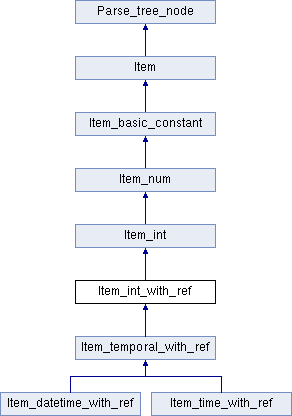 Parse_tree_node
Item
Item_basic_constant
Item_num
Item_int
Item_int_with_ref
Item_temporal_with_ref
Item_datetime_with_ref
Item_time_with_ref